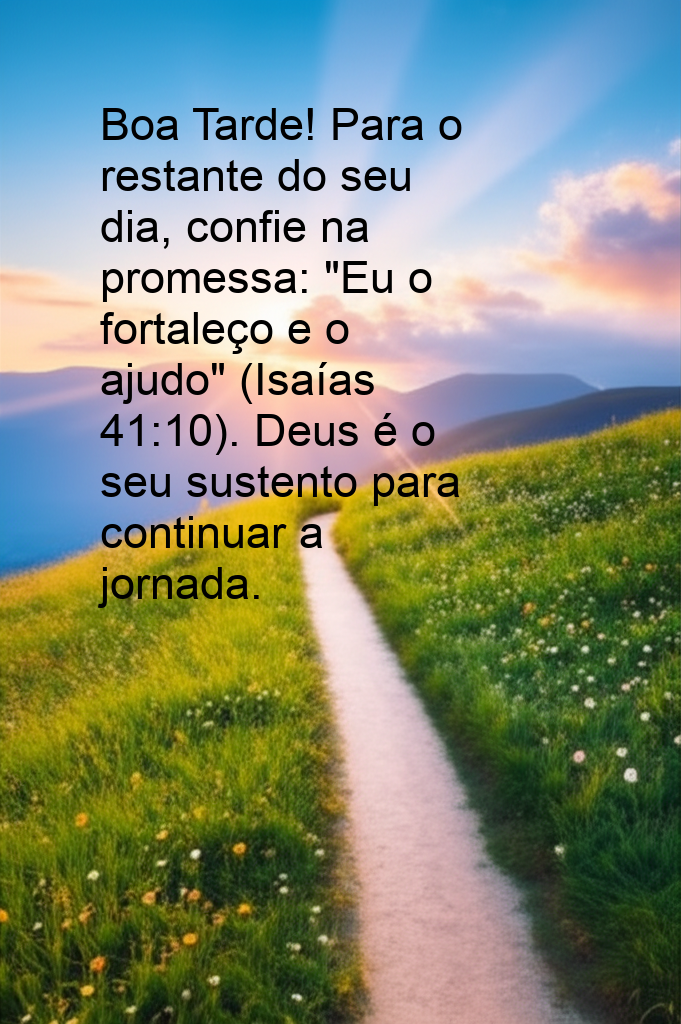 Boa Tarde! Para o
restante do seu
dia, confie na
promessa: "Eu o
fortaleço e o
ajudo" (Isaías
41:10). Deus é o
seu sustento para
continuar a
jornada.